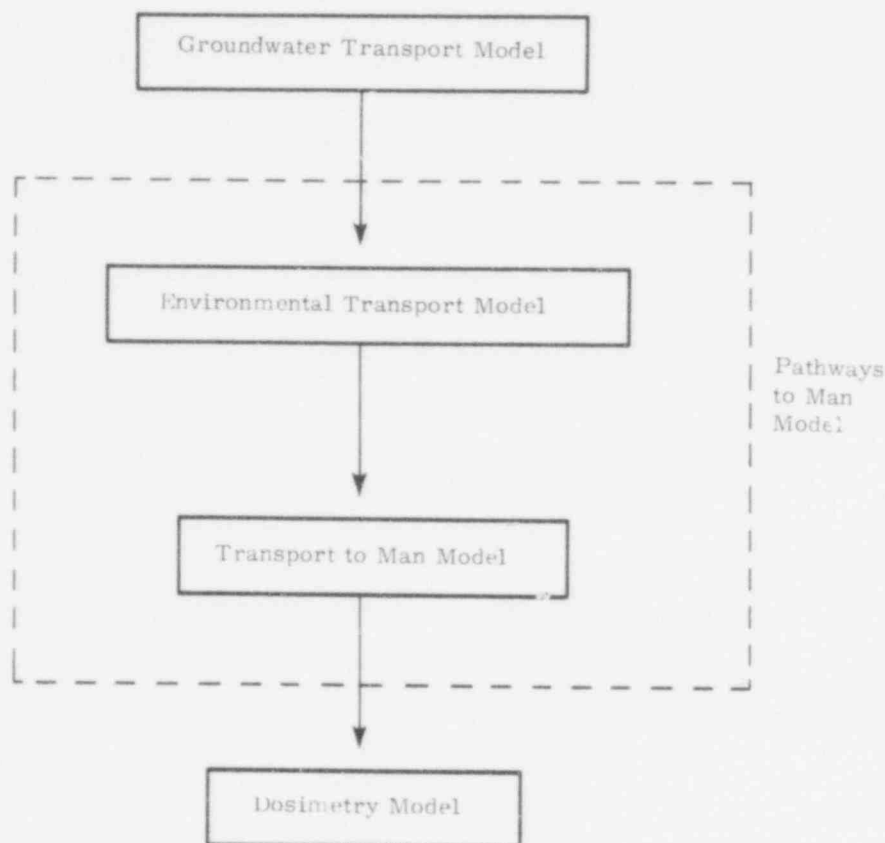 Groundwater Transport Model
Environmental Transport Model
Pathways
to Man
Model
Transport to Man Model
Dosimetry Model